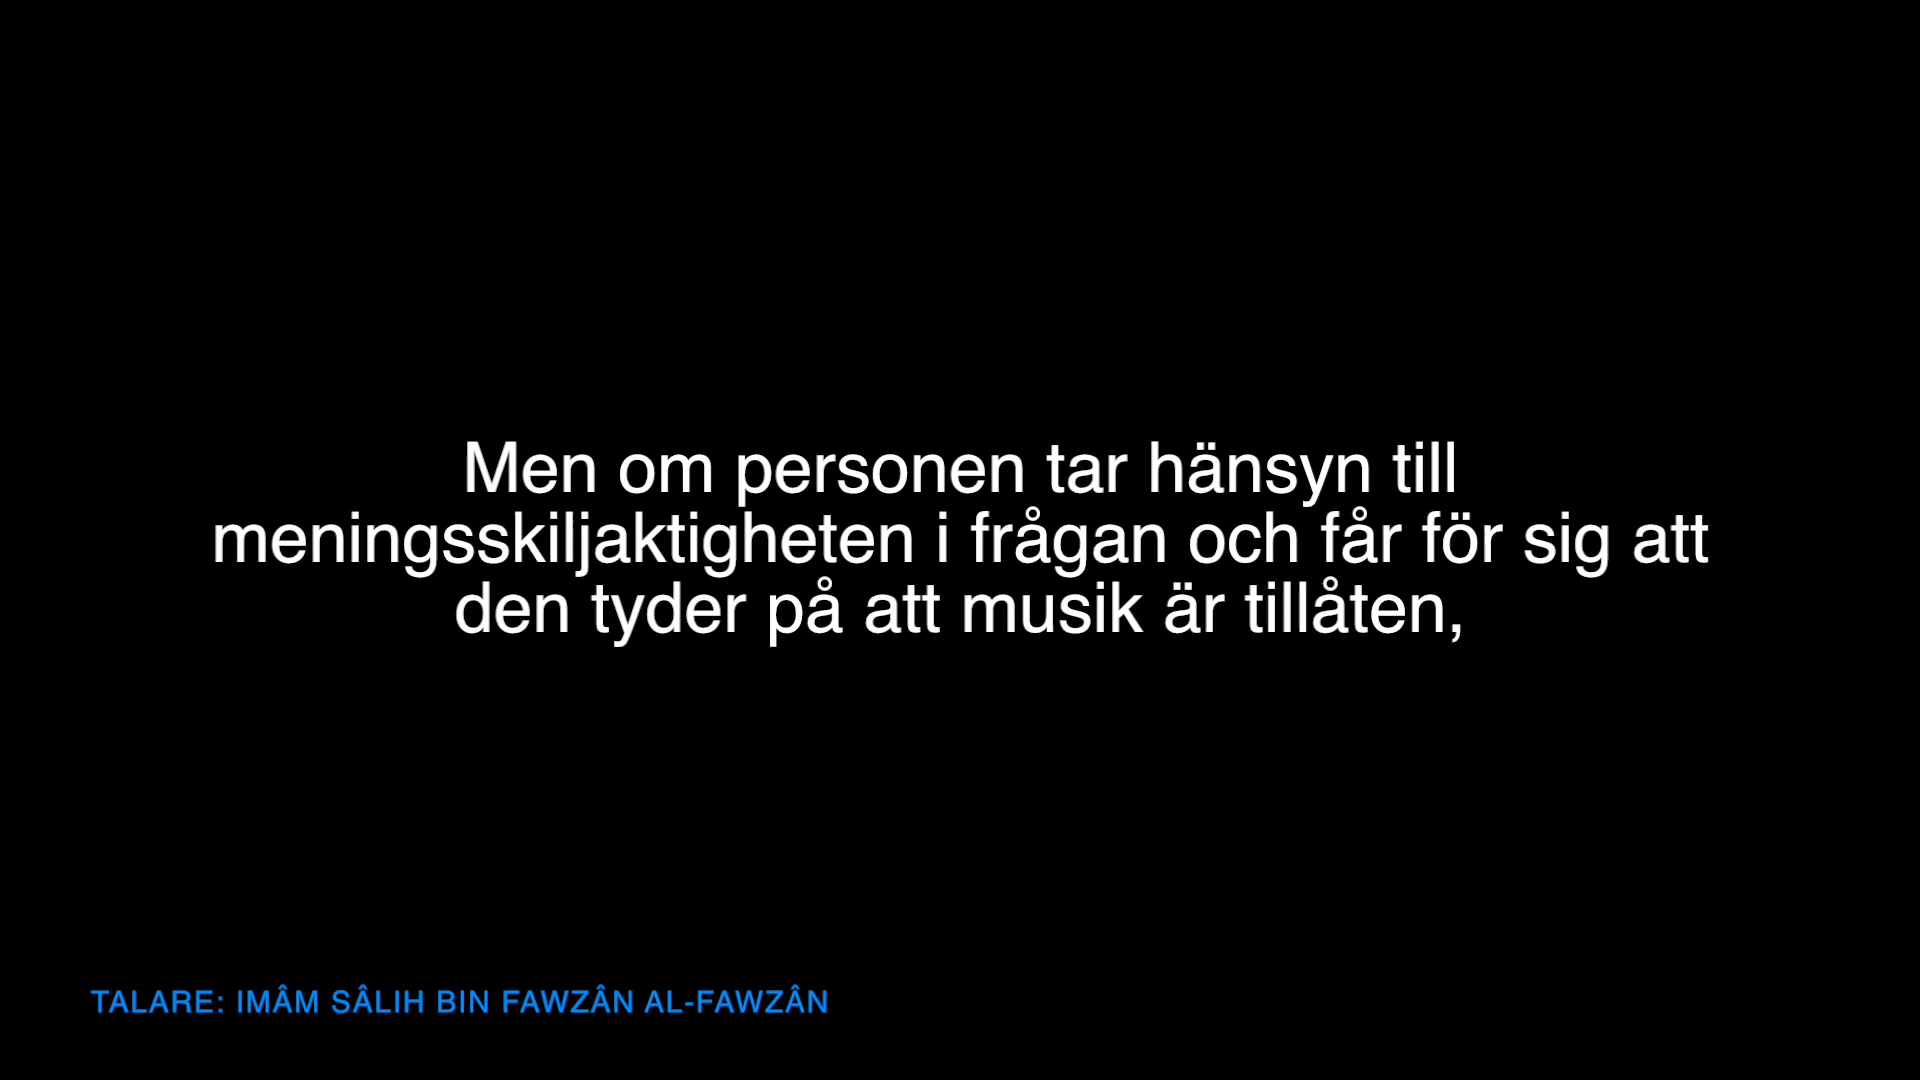 Men om personen tar hänsyn till
meningsskiljaktigheten i frågan och får för sig att
den tyder på att musik är tillåten,
TALARE: IMÂM SÂLIH BIN FAWZÂN AL-FAWZÂN